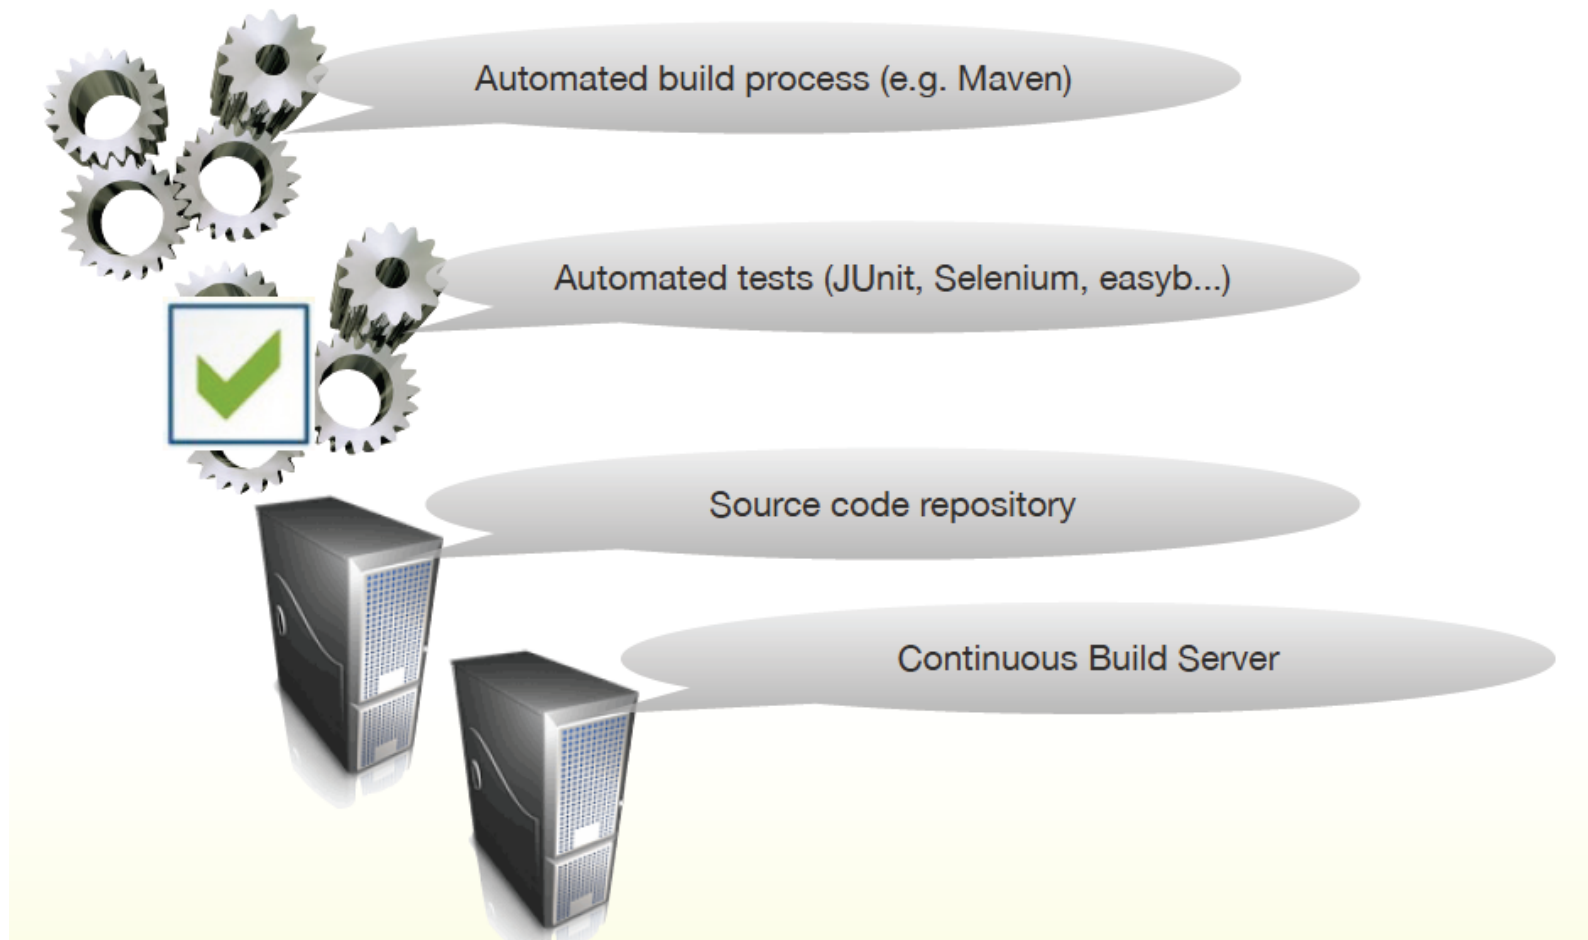 Automated build process (e.g. Maven)
Automated tests (JUnit, Selenium, easyb...)
Source code repository
Continuous Build Server